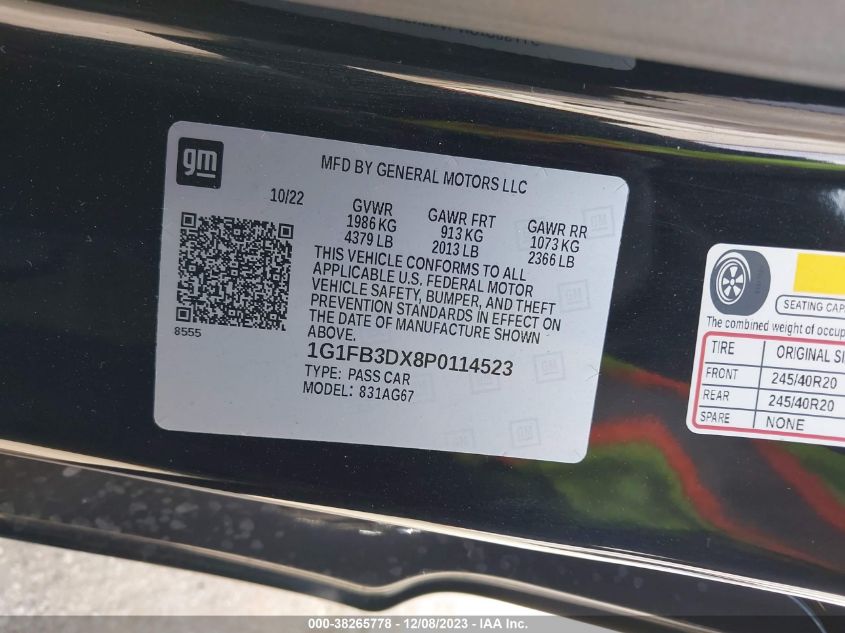 gm
MFD BY GENERAL MOTORS LLC
10/22
GVWR
1986 KG
4379 LB
GAWR FRT
913 KG
2013 LB
GAWR RR
1073 KG
2366 LB
THIS VEHICLE CONFORMS TO ALL
APPLICABLE U.S. FEDERAL MOTOR
VEHICLE SAFETY, BUMPER, AND THEFT
PREVENTION STANDARDS IN EFFECT ON
THE DATE OF MANUFACTURE SHOWN
ABOVE.
8555
1G1FB3DX8P0114523
TYPE: PASS CAR
MODEL: 831AG67
SEATING
The combined weight of
TIRE ORIGINAL
FRONT 245/40R20
REAR 245/40R20
SPARE NONE
000-38265778 - 12/08/2023 - IAA Inc.